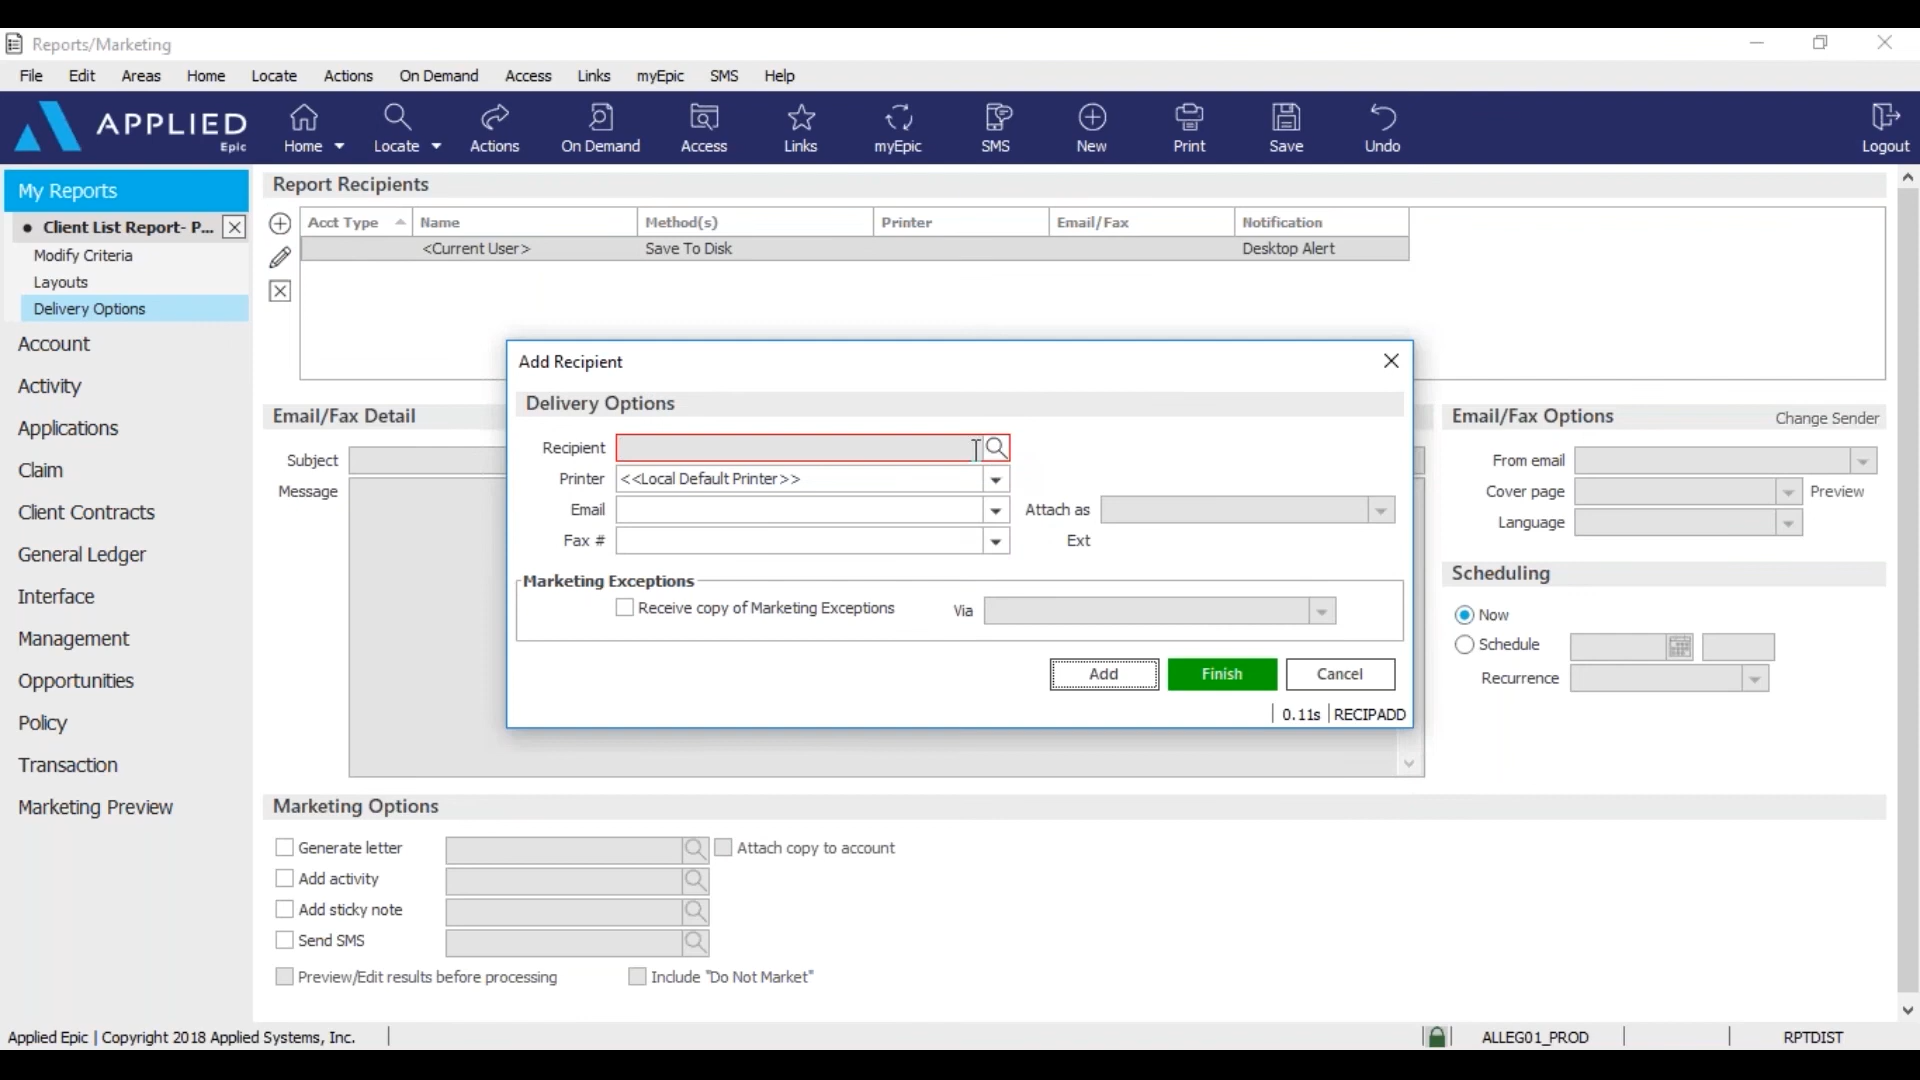 Reports/Marketing
File Edit Areas Home Locate Actions On Demand Access Links myEpic SMS Help
APPLIED
Epic
Home Locate Actions On Demand Access Links myEpic SMS New Print Save Undo Logout
My Reports
Client List Report- P...
Modify Criteria
Layouts
Delivery Options
Account
Activity
Applications
Claim
Client Contracts
General Ledger
Interface
Management
Opportunities
Policy
Transaction
Marketing Preview
Report Recipients
Acct Type Name Method(s) Printer Email/Fax Notification
<Current User> Save To Disk Desktop Alert
Email/Fax Detail
Subject
Message
Add Recipient
Delivery Options
Recipient
Printer <<Local Default Printer>>
Email Attach as
Fax # Ext
Marketing Exceptions
Receive copy of Marketing Exceptions Via
Add Finish Cancel
0.11s RECIPADD
Email/Fax Options Change Sender
From email
Cover page Preview
Language
Scheduling
Now
Schedule
Recurrence
Marketing Options
Generate letter Attach copy to account
Add activity
Add sticky note
Send SMS
Preview/Edit results before processing Include "Do Not Market"
Applied Epic | Copyright 2018 Applied Systems, Inc. ALLEG01_PROD RPTDIST